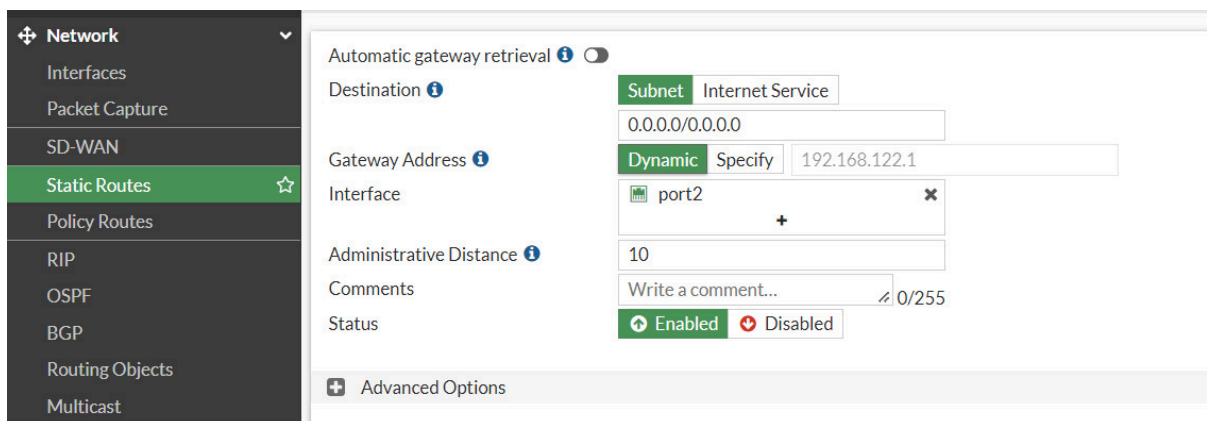 Network
Interfaces
Packet Capture
SD-WAN
Static Routes
Policy Routes
RIP
OSPF
BGP
Routing Objects
Multicast
Automatic gateway retrieval
Destination
Subnet Internet Service
0.0.0.0/0.0.0.0
Gateway Address
Dynamic Specify 192.168.122.1
Interface
port2
+
Administrative Distance
10
Comments
Write a comment... 0/255
Status
Enabled Disabled
Advanced Options